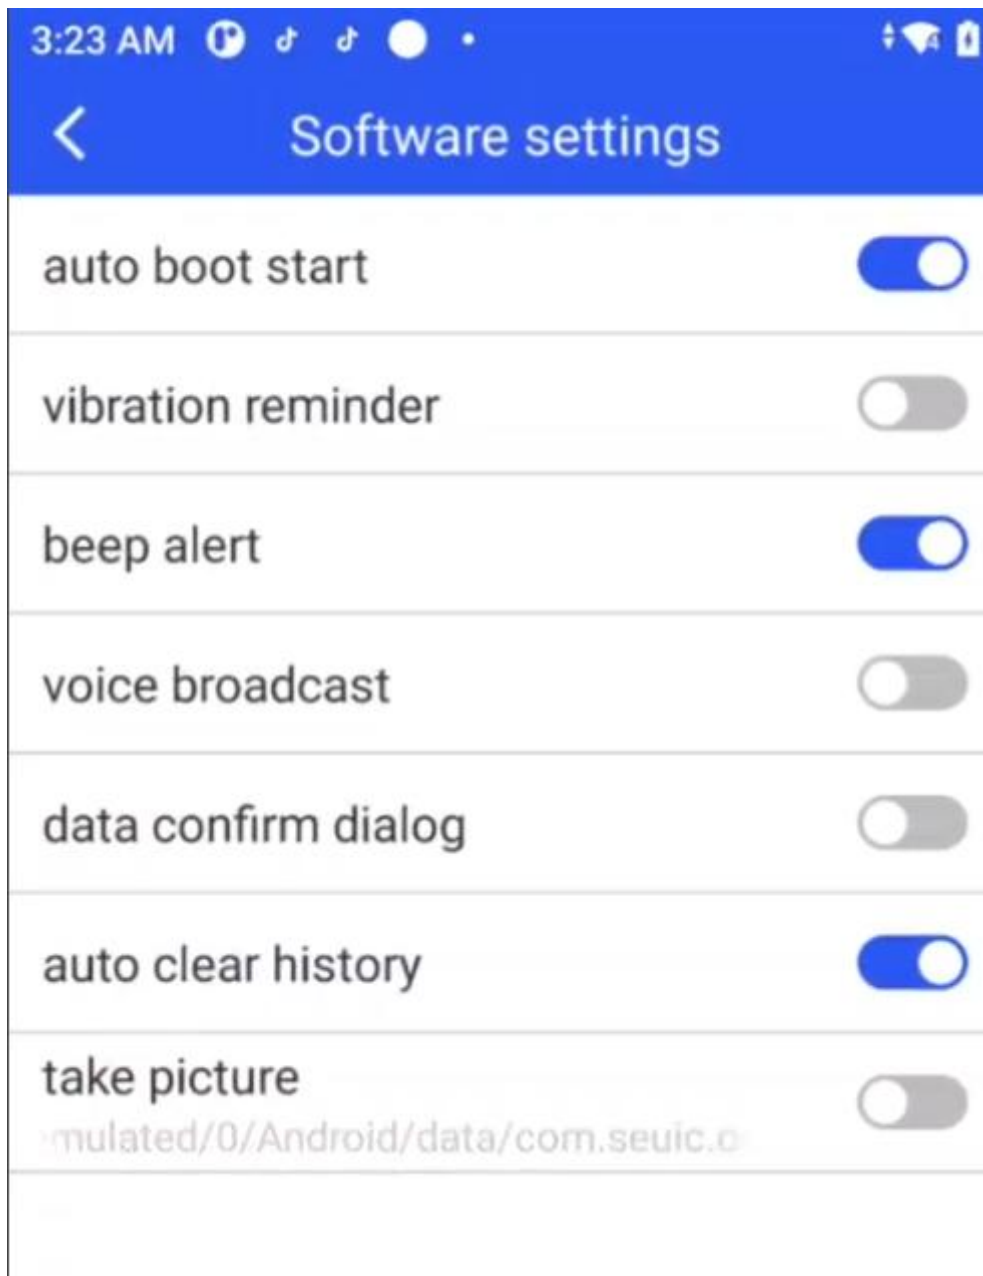 3:23 AM
Software settings
auto boot start
vibration reminder
beep alert
voice broadcast
data confirm dialog
auto clear history
take picture
mulated/0/Android/data/com.seuic.